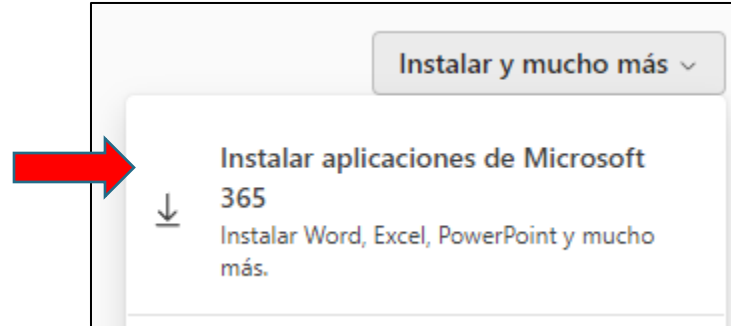 Instalar y mucho más
Instalar aplicaciones de Microsoft
365
Instalar Word, Excel, PowerPoint y mucho
más.